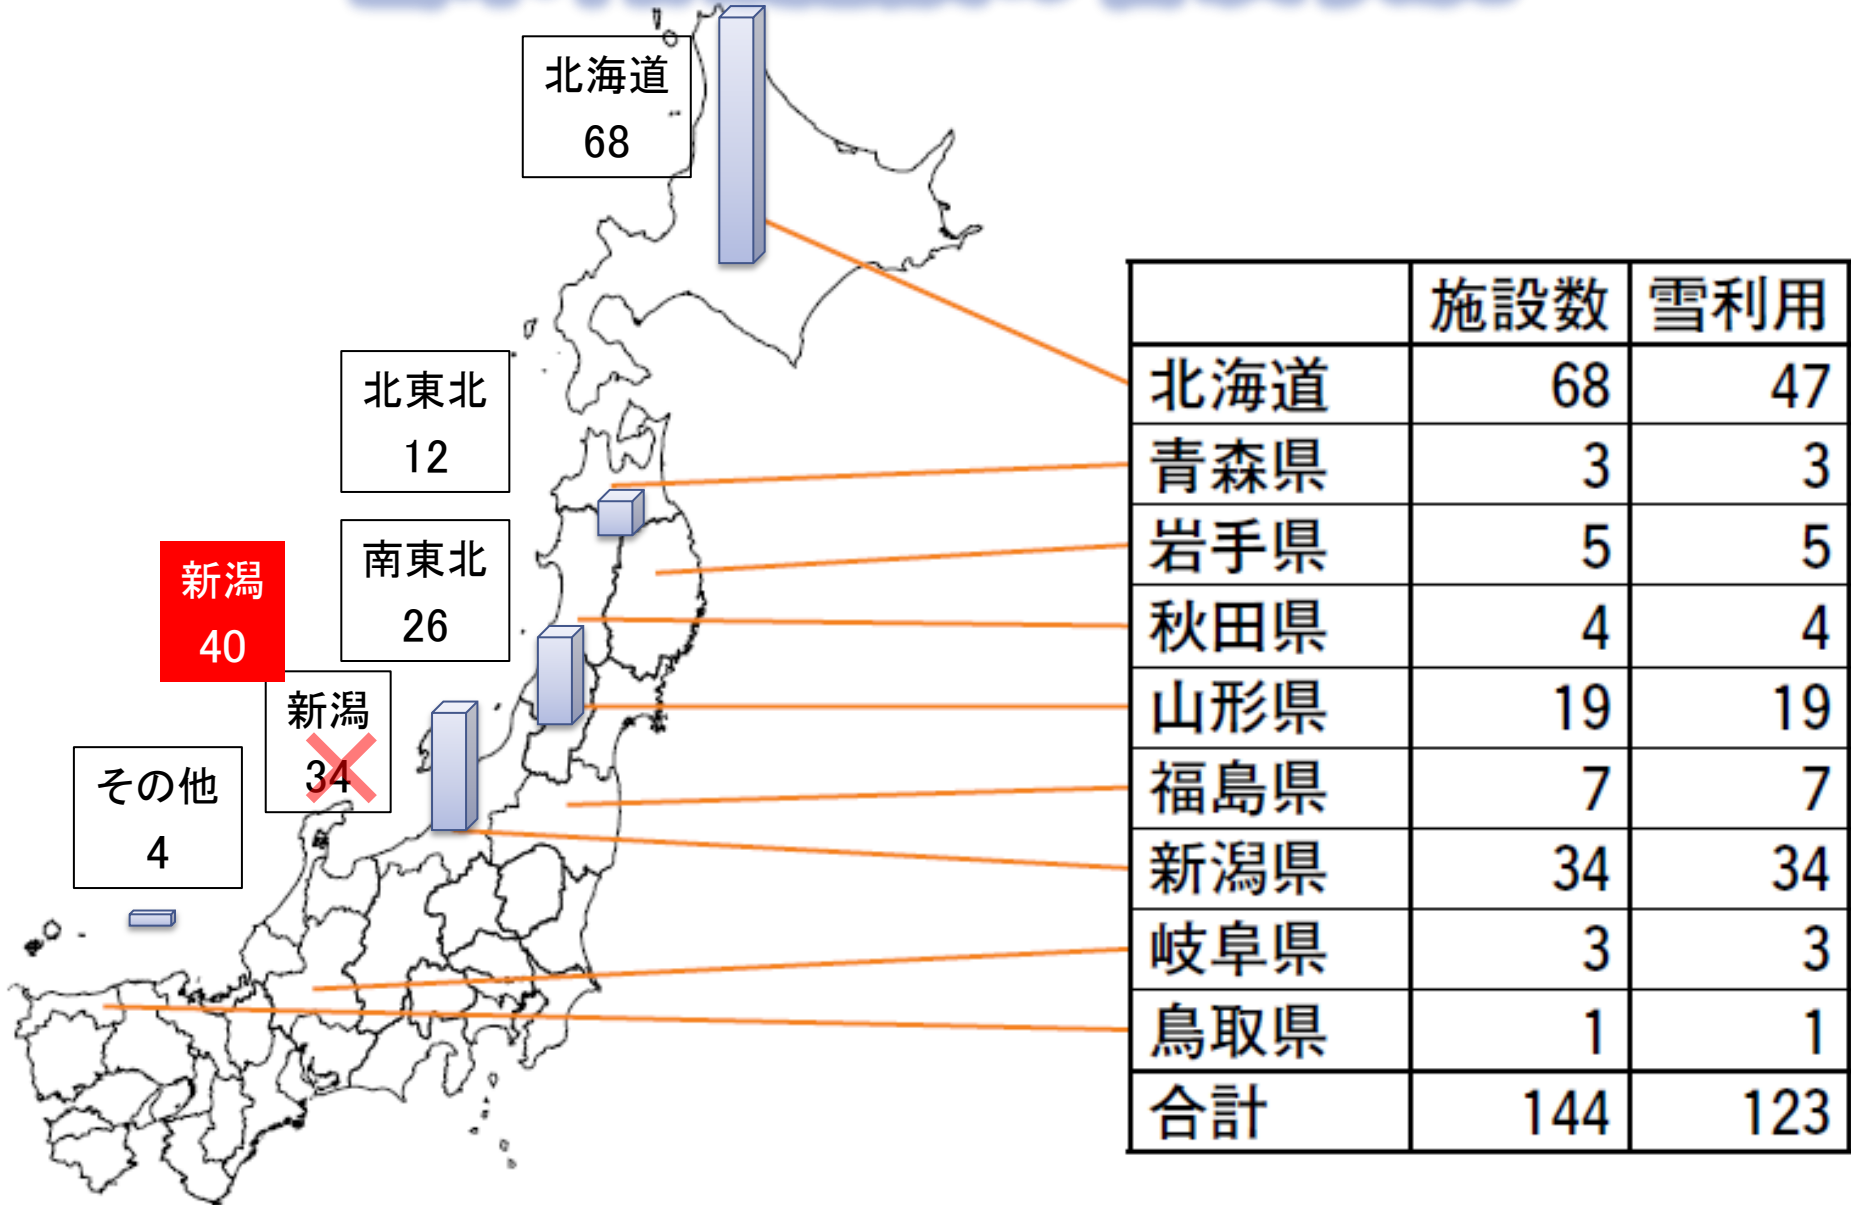 北海道
68
北東北
12
南東北
26
新潟
40
新潟
34
その他
4
施設数 雪利用
北海道 68 47
青森県 3 3
岩手県 5 5
秋田県 4 4
山形県 19 19
福島県 7 7
新潟県 34 34
岐阜県 3 3
鳥取県 1 1
合計 144 123